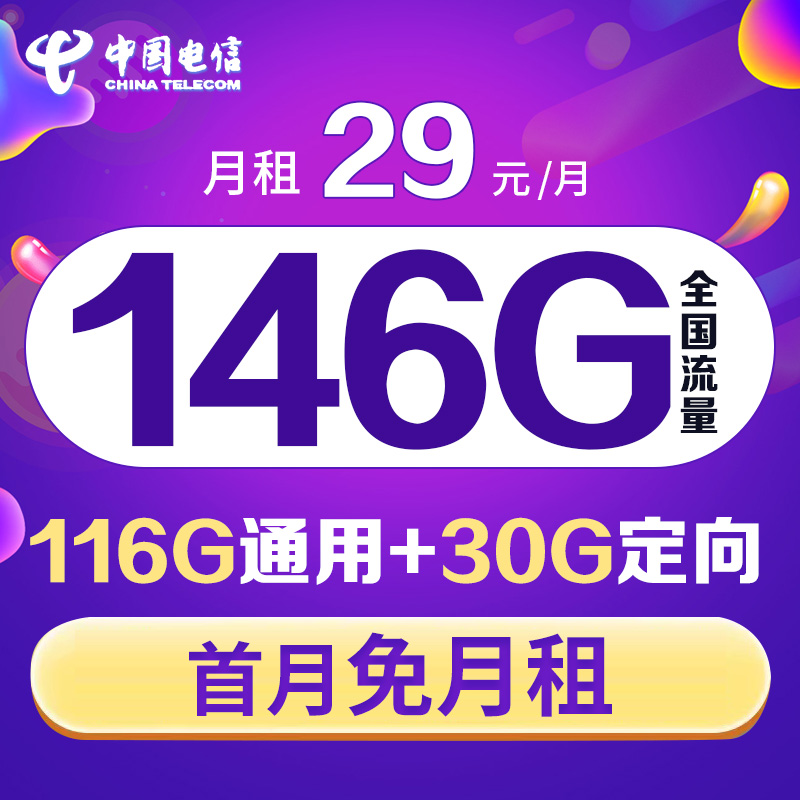 中国电信
CHINA TELECOM
月租 29 元/月
146G
全国流量
116G通用+30G定向
首月免月租